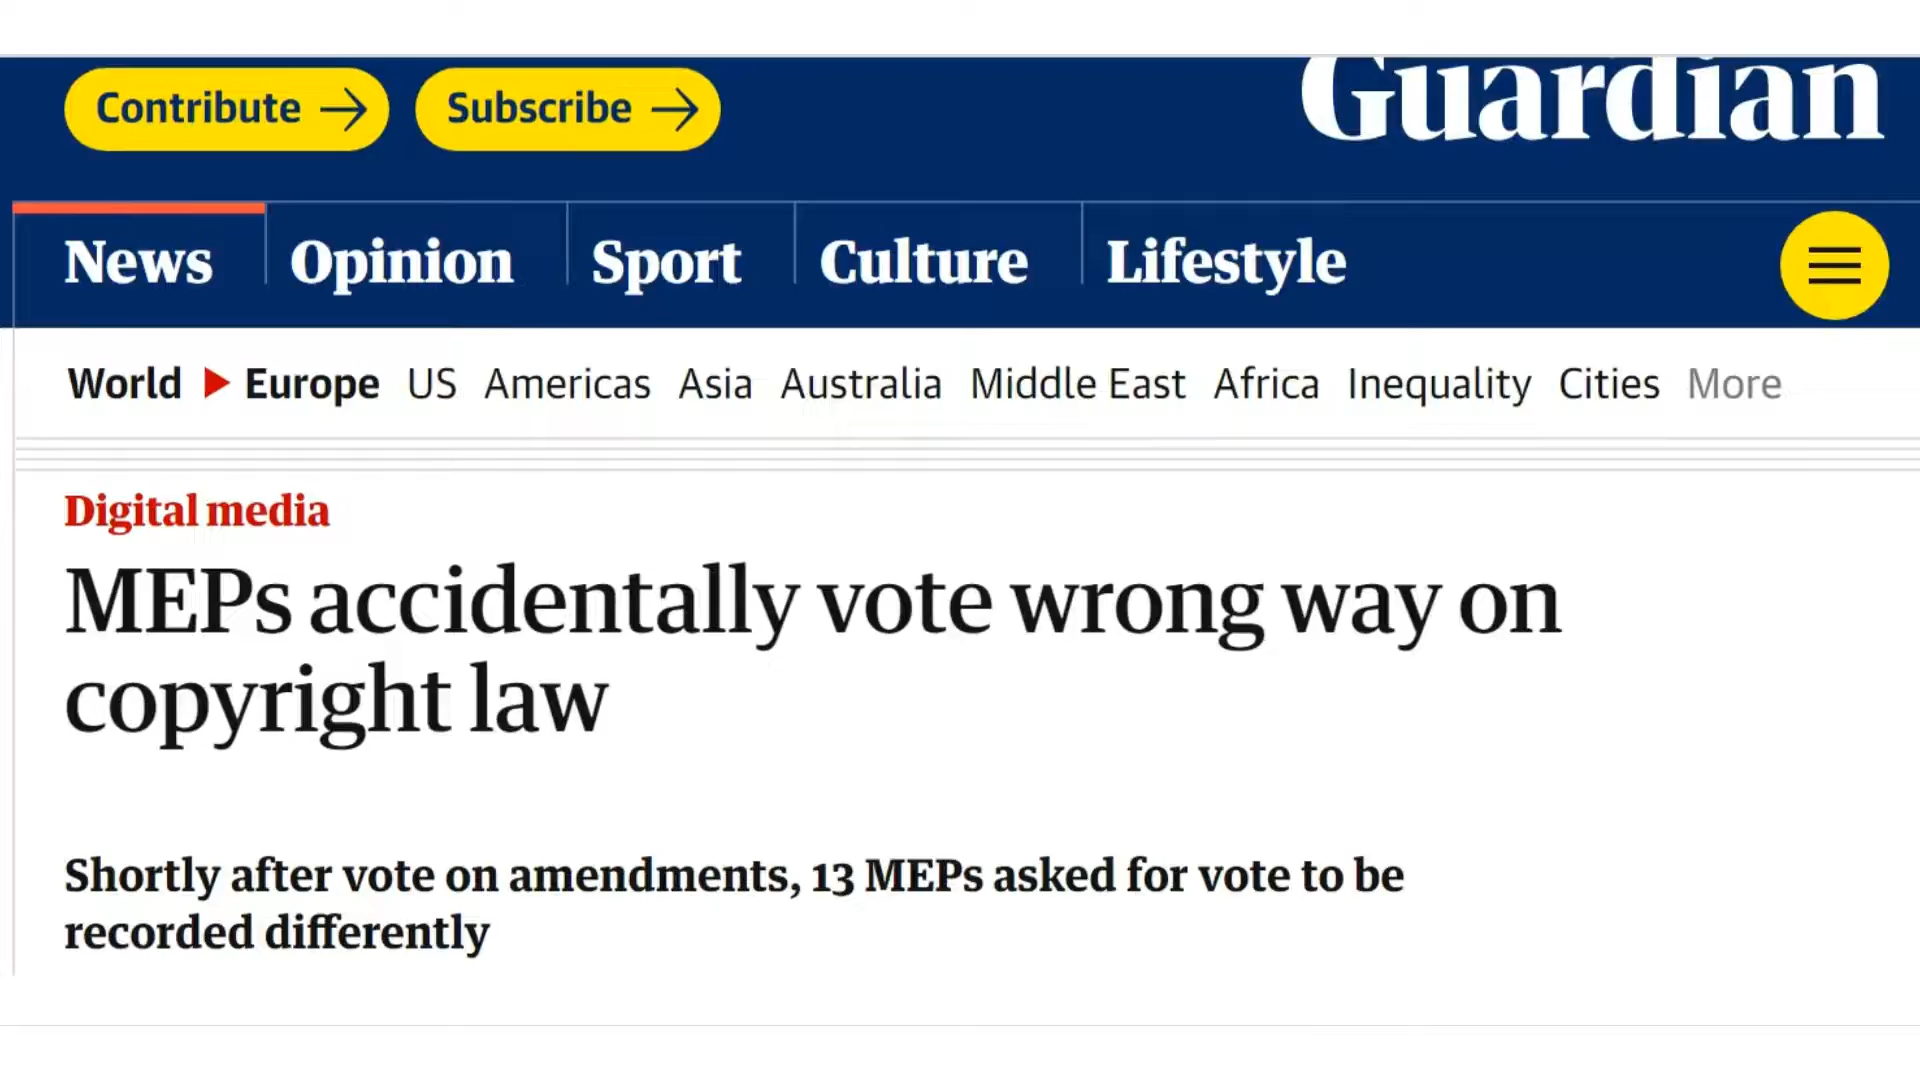 Contribute → Subscribe →
Guardian
News Opinion Sport Culture Lifestyle
World Europe US Americas Asia Australia Middle East Africa Inequality Cities More
Digital media
MEPs accidentally vote wrong way on
copyright law
Shortly after vote on amendments, 13 MEPs asked for vote to be
recorded differently